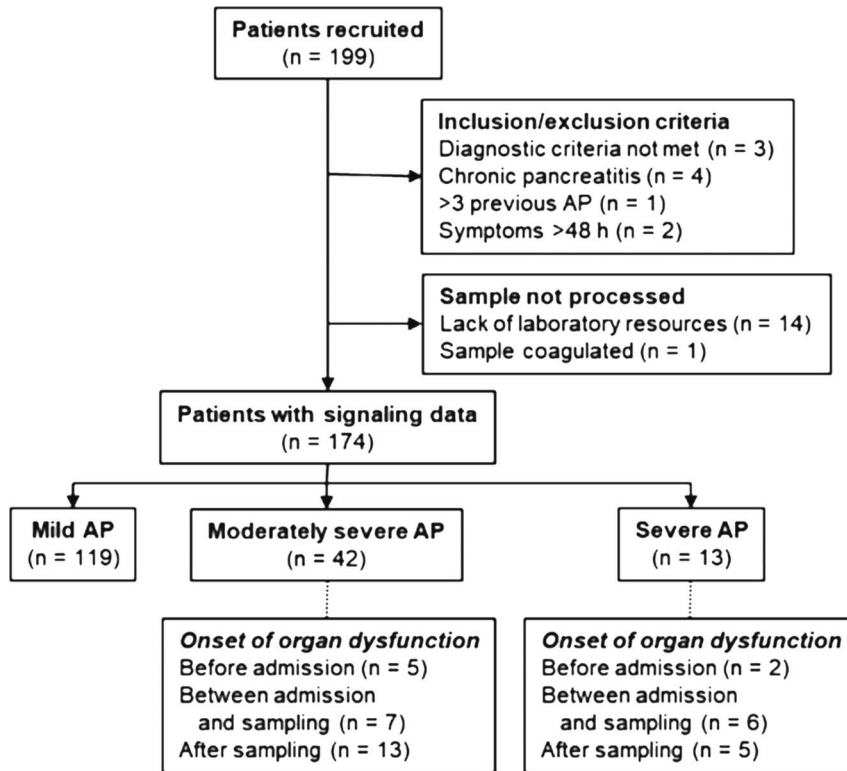 Patients recruited
(n = 199)
Inclusion/exclusion criteria
Diagnostic criteria not met (n = 3)
Chronic pancreatitis (n = 4)
>3 previous AP (n = 1)
Symptoms >48 h (n = 2)
Sample not processed
Lack of laboratory resources (n = 14)
Sample coagulated (n = 1)
Patients with signaling data
(n = 174)
Mild AP
(n = 119)
Moderately severe AP
(n = 42)
Severe AP
(n = 13)
Onset of organ dysfunction
Before admission (n = 5)
Between admission
and sampling (n = 7)
After sampling (n = 13)
Onset of organ dysfunction
Before admission (n = 2)
Between admission
and sampling (n = 6)
After sampling (n = 5)